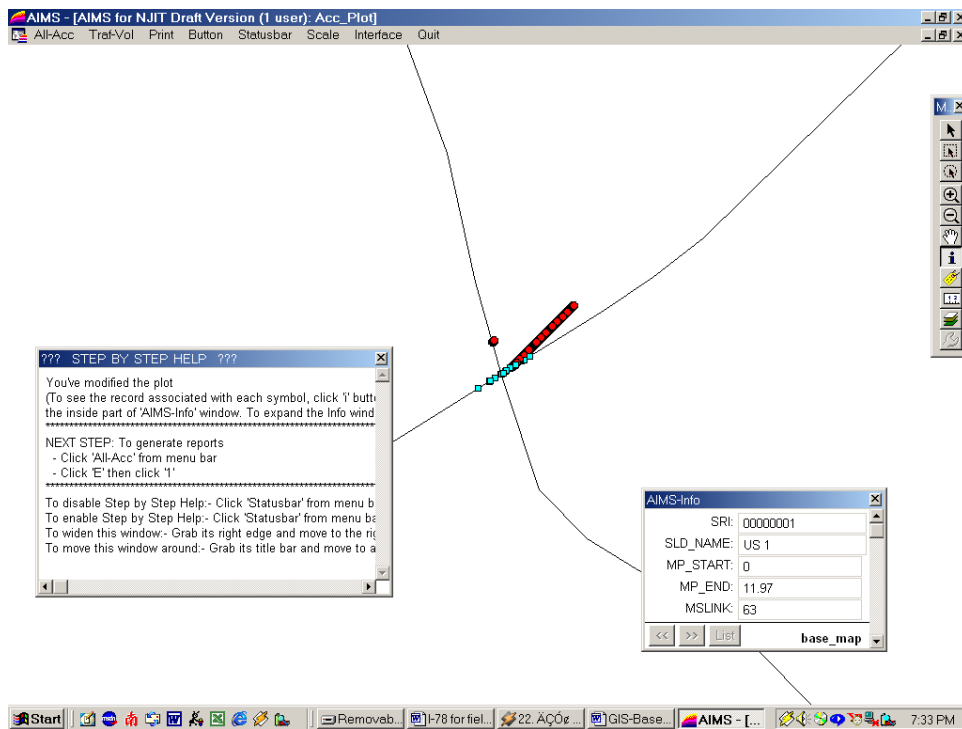 AIMS - [AIMS for NJIT Draft Version (1 user): Acc_Plot]
All-Acc Traf-Vol Print Button Statusbar Scale Interface Quit
M..
??? STEP BY STEP HELP ???
You've modified the plot
(To see the record associated with each symbol, click 'i' butt
the inside part of 'AIMS-Info' window. To expand the Info wind
********************************************************************
NEXT STEP: To generate reports
- Click 'All-Acc' from menu bar
- Click 'E' then click '1'
********************************************************************
To disable Step by Step Help:- Click 'Statusbar' from menu b
To enable Step by Step Help:- Click 'Statusbar' from menu ba
To widen this window:- Grab its right edge and move to the rig
To move this window around:- Grab its title bar and move to a
AIMS-Info
SRI: 00000001
SLD_NAME: US 1
MP_START: 0
MP_END: 11.97
MSLINK: 63
<< >> List base_map
Start Removab... I-78 for fiel... 22. ÄÇÓø ... GIS-Base... AIMS - [... 7:33 PM